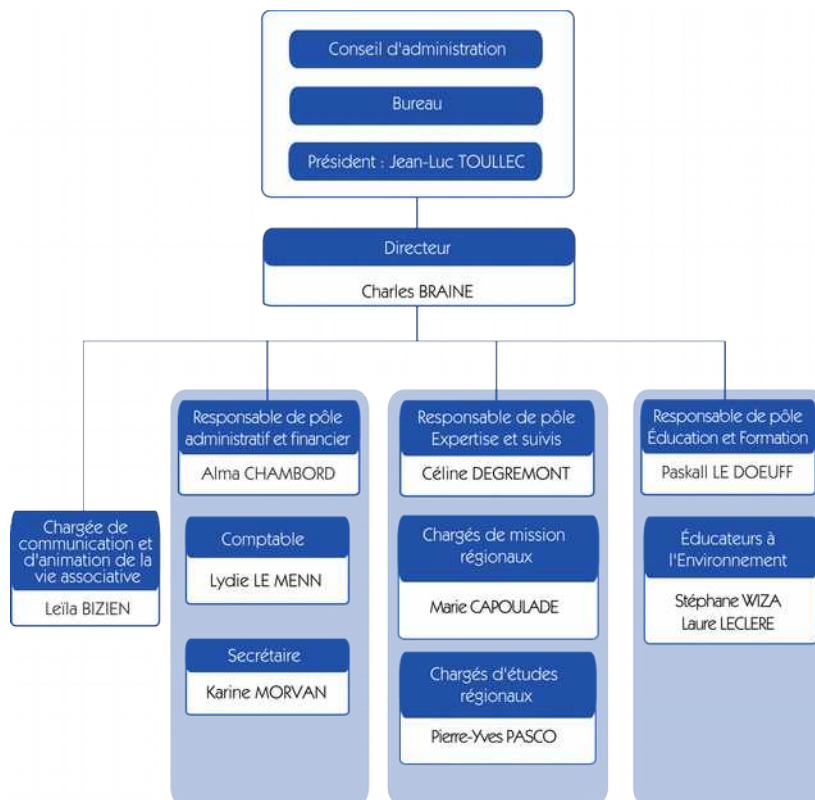 Conseil d'administration
Bureau
Président : Jean-Luc TOULLEC
Directeur
Charles BRAINE
Chargée de
communication et
d'animation de la
vie associative
Leïla BIZIEN
Responsable de pôle
administratif et financier
Alma CHAMBORD
Comptable
Lydie LE MENN
Secrétaire
Karine MORVAN
Responsable de pôle
Expertise et suivis
Céline DEGREMONT
Chargés de mission
régionaux
Marie CAPOULADE
Chargés d'études
régionaux
Pierre-Yves PASCO
Responsable de pôle
Éducation et Formation
Paskall LE DOEUFF
Éducateurs à
l'Environnement
Stéphane WIZA
Laure LECLERE